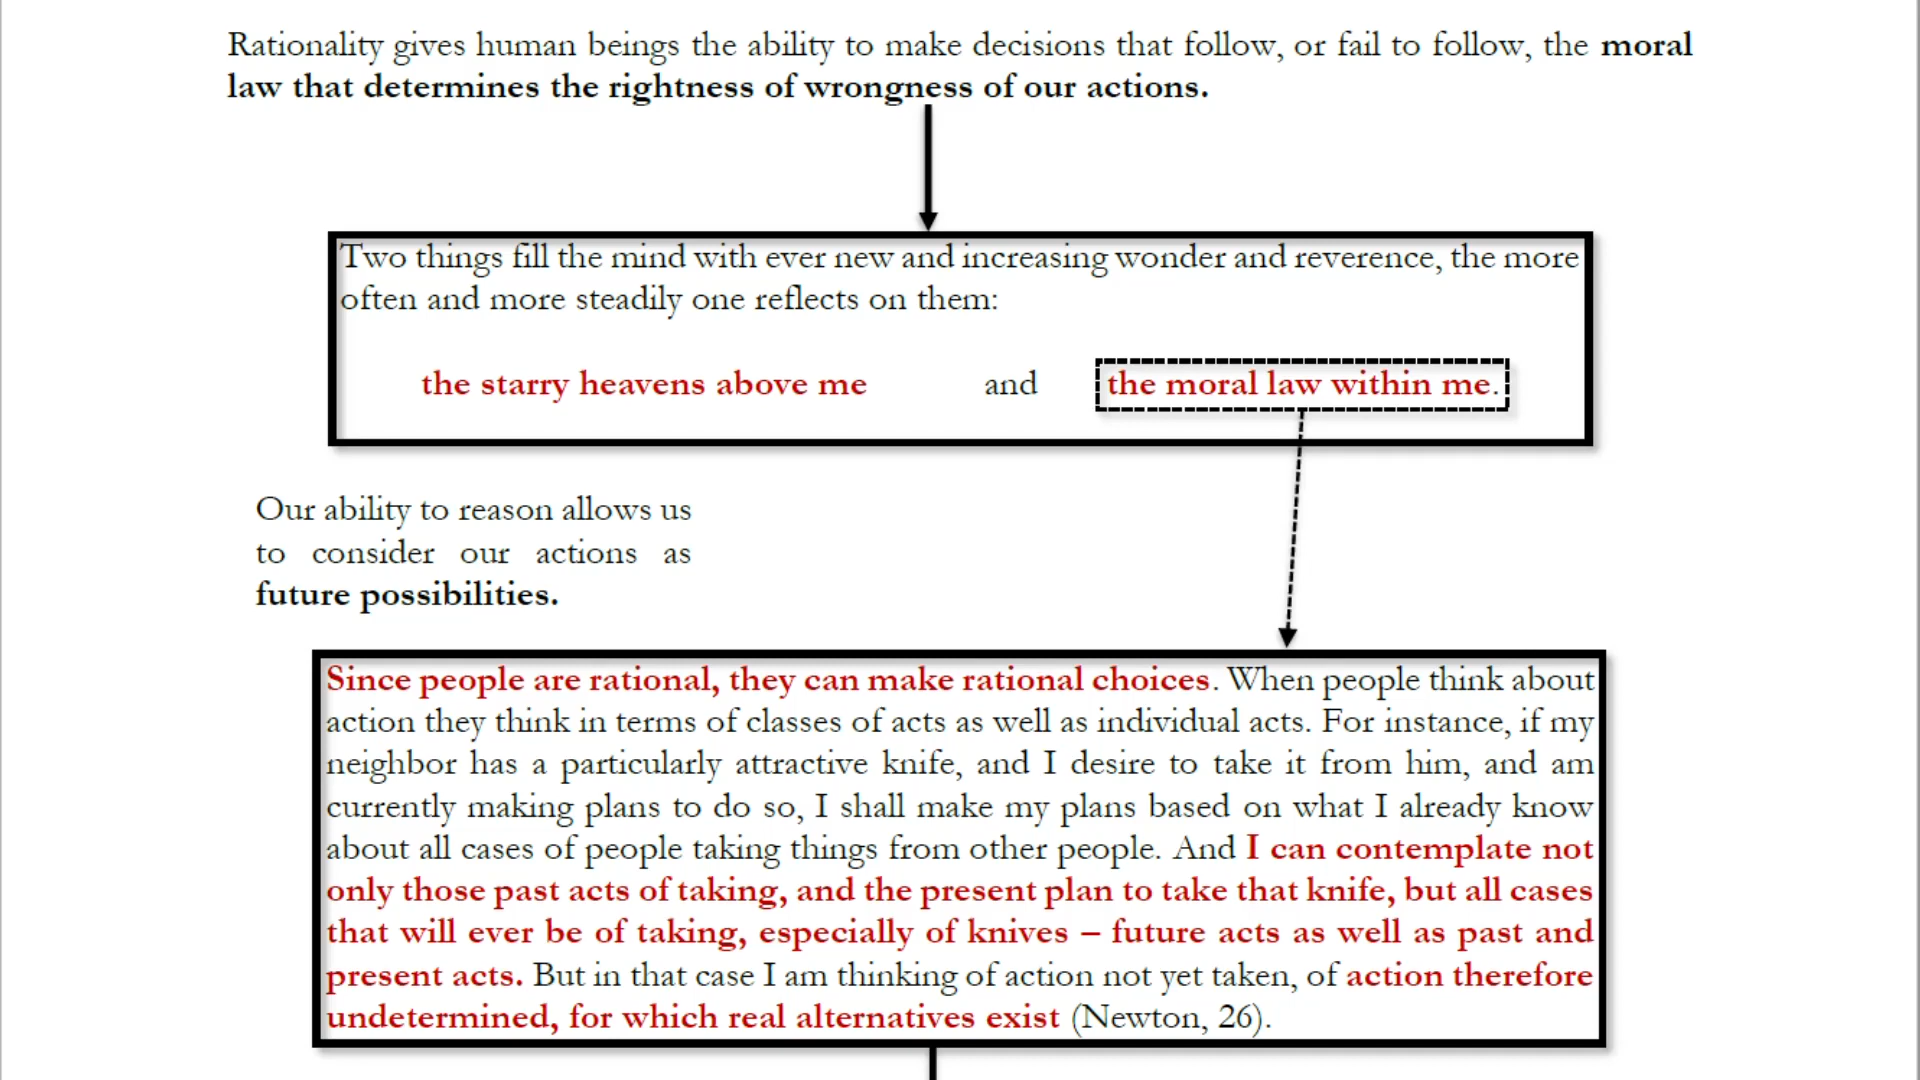 Rationality gives human beings the ability to make decisions that follow, or fail to follow, the moral
law that determines the rightness of wrongness of our actions.
Two things fill the mind with ever new and increasing wonder and reverence, the more
often and more steadily one reflects on them:
the starry heavens above me and the moral law within me.
Our ability to reason allows us
to consider our actions as
future possibilities.
Since people are rational, they can make rational choices. When people think about
action they think in terms of classes of acts as well as individual acts. For instance, if my
neighbor has a particularly attractive knife, and I desire to take it from him, and am
currently making plans to do so, I shall make my plans based on what I already know
about all cases of people taking things from other people. And I can contemplate not
only those past acts of taking, and the present plan to take that knife, but all cases
that will ever be of taking, especially of knives – future acts as well as past and
present acts. But in that case I am thinking of action not yet taken, of action therefore
undetermined, for which real alternatives exist (Newton, 26).